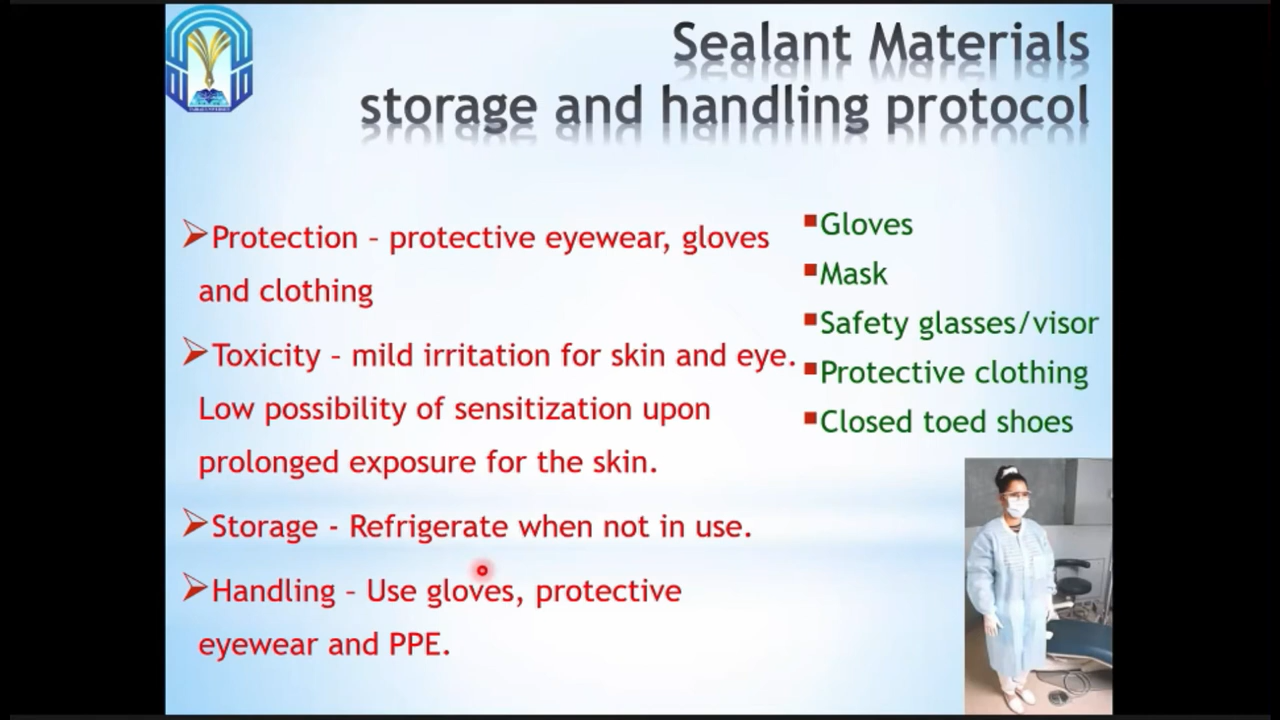 Sealant Materials
storage and handling protocol
➢Protection – protective eyewear, gloves
and clothing
➢Toxicity – mild irritation for skin and eye.
Low possibility of sensitization upon
prolonged exposure for the skin.
➢Storage - Refrigerate when not in use.
➢Handling – Use gloves, protective
eyewear and PPE.
▪Gloves
▪Mask
▪Safety glasses/visor
▪Protective clothing
▪Closed toed shoes